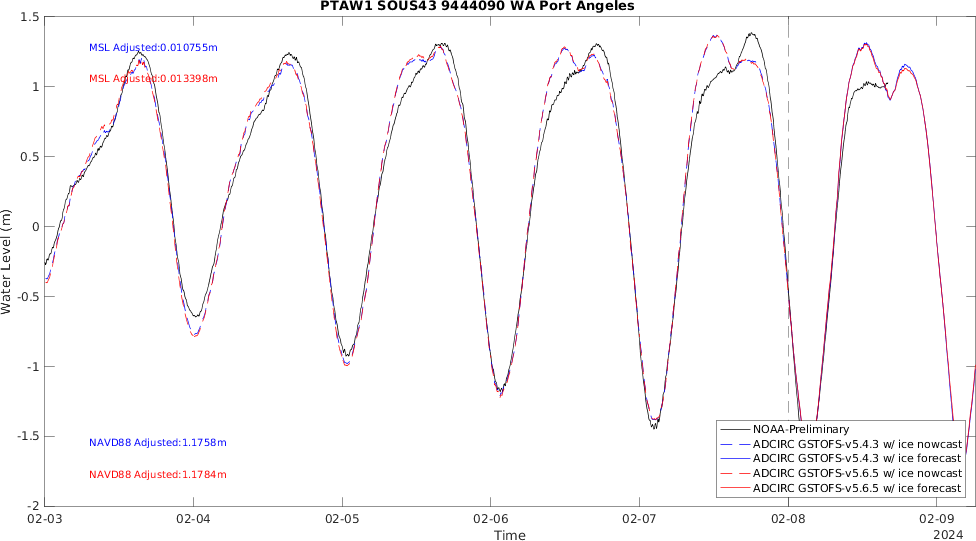 PTAW1 SOUS43 9444090 WA Port Angeles
1.5
1
0.5
0
-0.5
-1
-1.5
-2
Water Level (m)
MSL Adjusted:0.010755m
MSL Adjusted:0.013398m
NAVD88 Adjusted:1.1758m
NAVD88 Adjusted:1.1784m
NOAA-Preliminary
ADCIRC GSTOFS-v5.4.3 w/ ice nowcast
ADCIRC GSTOFS-v5.4.3 w/ ice forecast
ADCIRC GSTOFS-v5.6.5 w/ ice nowcast
ADCIRC GSTOFS-v5.6.5 w/ ice forecast
02-03 02-04 02-05 02-06 02-07 02-08 02-09
Time
2024